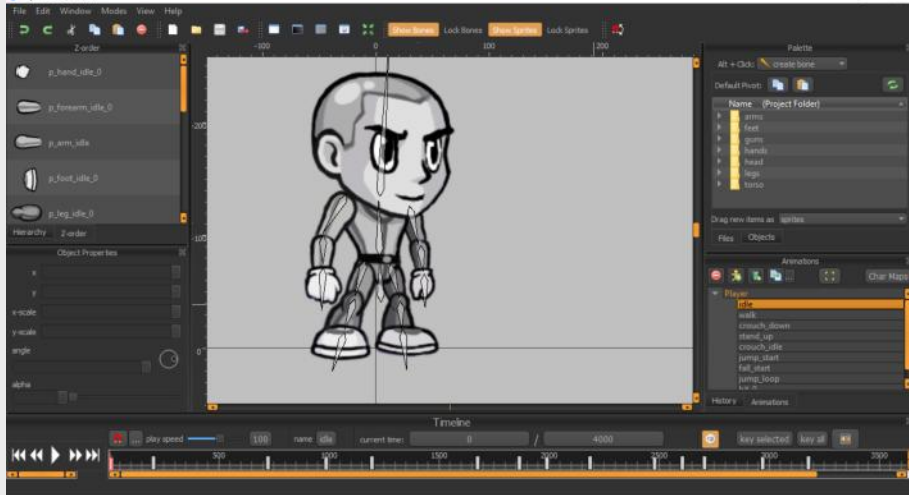 File Edit Window Modes View Help
Show Bones Lock Bones Show Sprites Lock Sprites
Z-order
p_hand_idle_0
p_forearm_idle_0
p_arm_idle
p_foot_idle_0
p_leg_idle_0
Hierarchy Z-order
Object Properties
x
y
x-scale
y-scale
angle
alpha
-100 0 100 200
-200
-100
0
Palette
Alt + Click: create bone
Default Pivot:
Name (Project Folder)
arms
feet
guns
hands
head
legs
torso
Drag new items as sprites
Files Objects
Animations
Char Maps
Player
idle
walk
crouch_down
stand_up
crouch_idle
jump_start
fall_start
jump_loop
History Animations
Timeline
... play speed 100 name idle current time: 0 / 4000 key selected key all
500 1000 1500 2000 2500 3000 3500